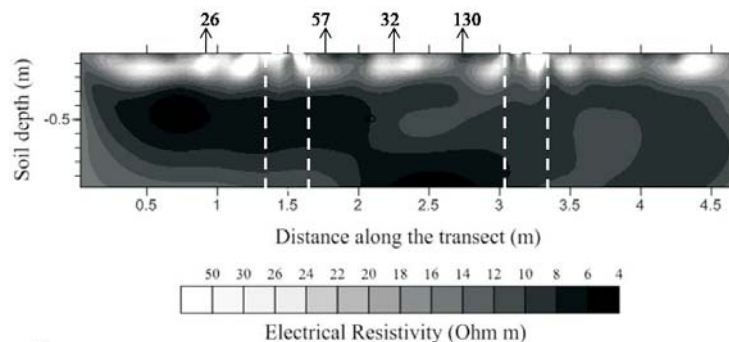 26 57 32 130
Soil depth (m)
-0.5
0.5 1 1.5 2 2.5 3 3.5 4 4.5
Distance along the transect (m)
50 30 26 24 22 20 18 16 14 12 10 8 6 4
Electrical Resistivity (Ohm m)